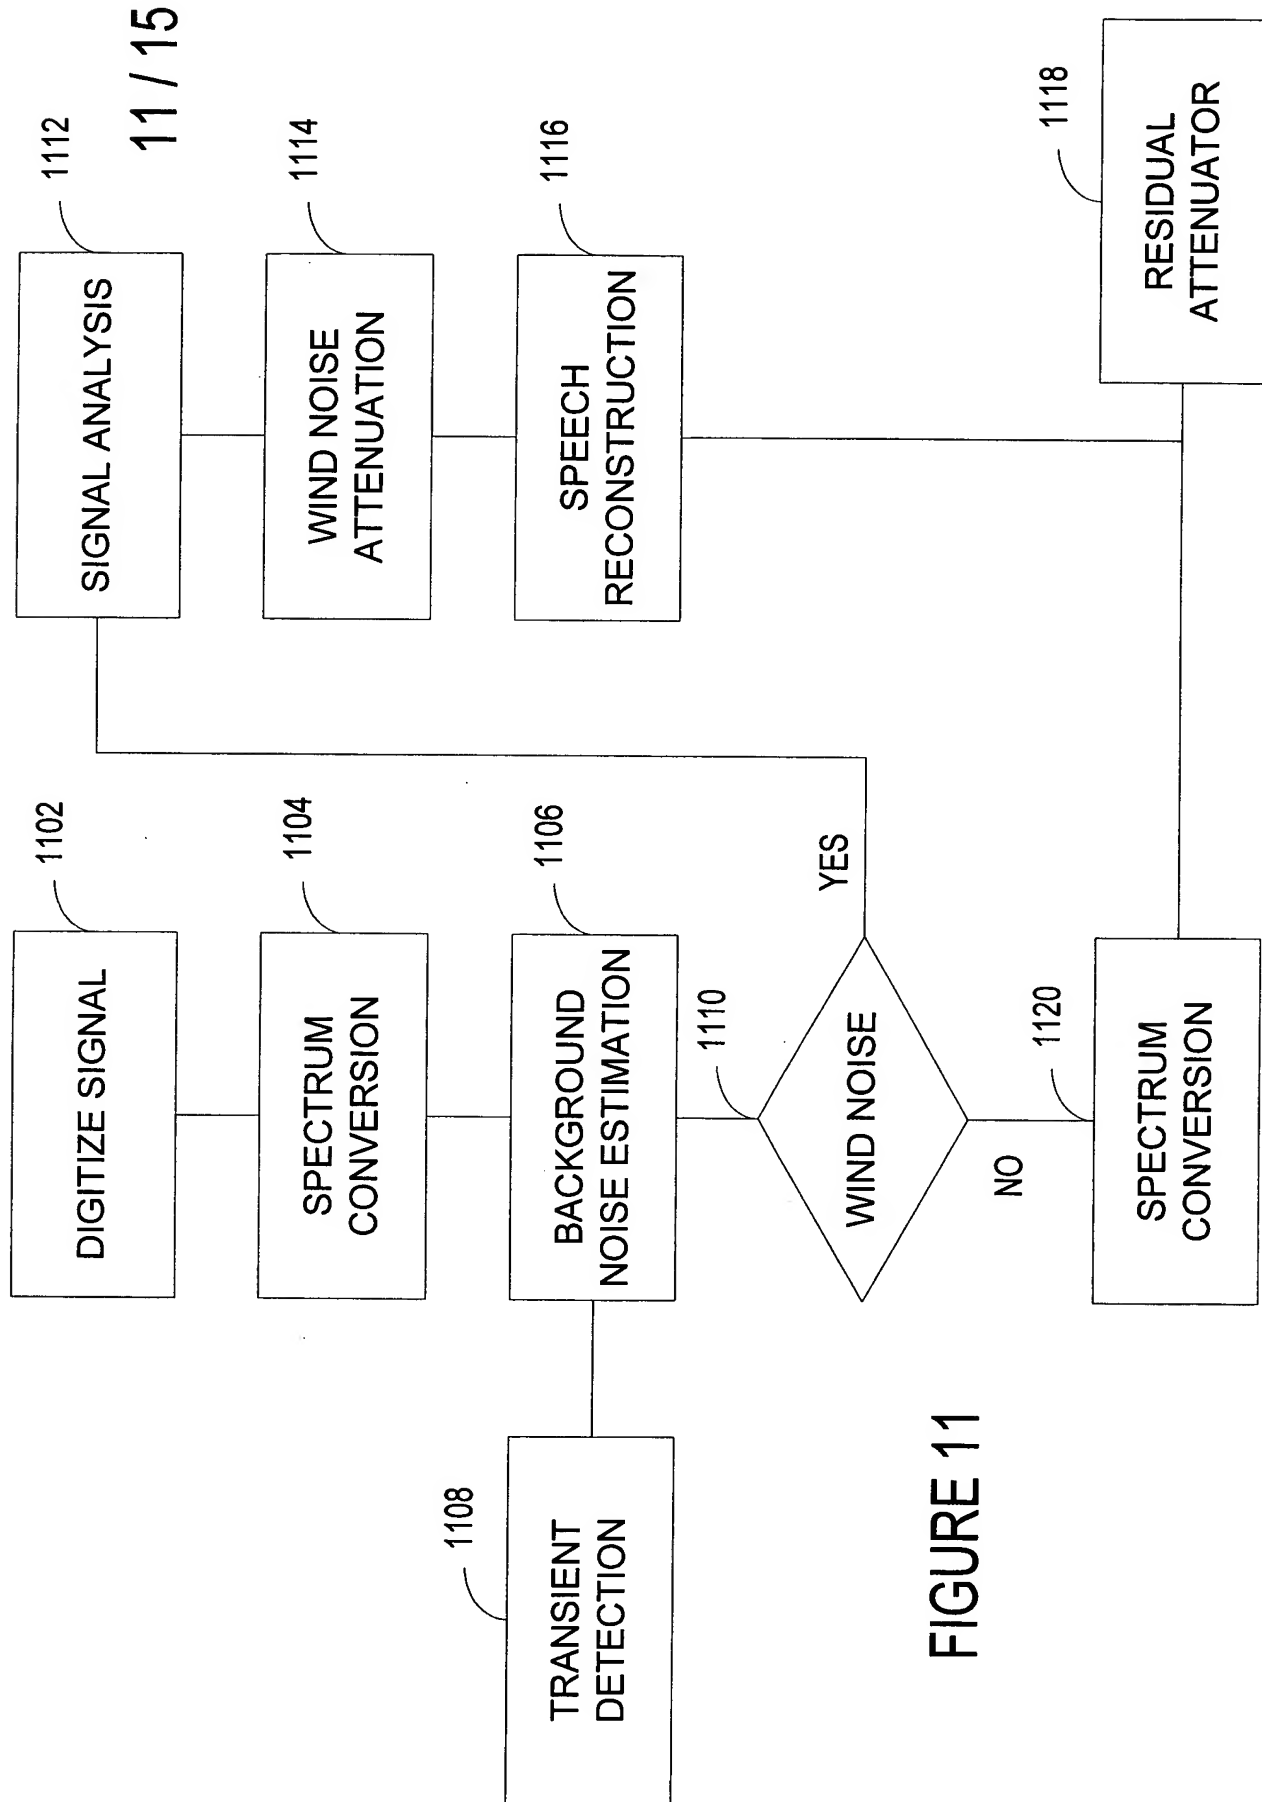 11 / 15
1102
DIGITIZE SIGNAL
1104
SPECTRUM
CONVERSION
1106
BACKGROUND
NOISE ESTIMATION
1108
TRANSIENT
DETECTION
1110
WIND NOISE
YES
NO
1112
SIGNAL ANALYSIS
1114
WIND NOISE
ATTENUATION
1116
SPEECH
RECONSTRUCTION
1120
SPECTRUM
CONVERSION
1118
RESIDUAL
ATTENUATOR
FIGURE 11